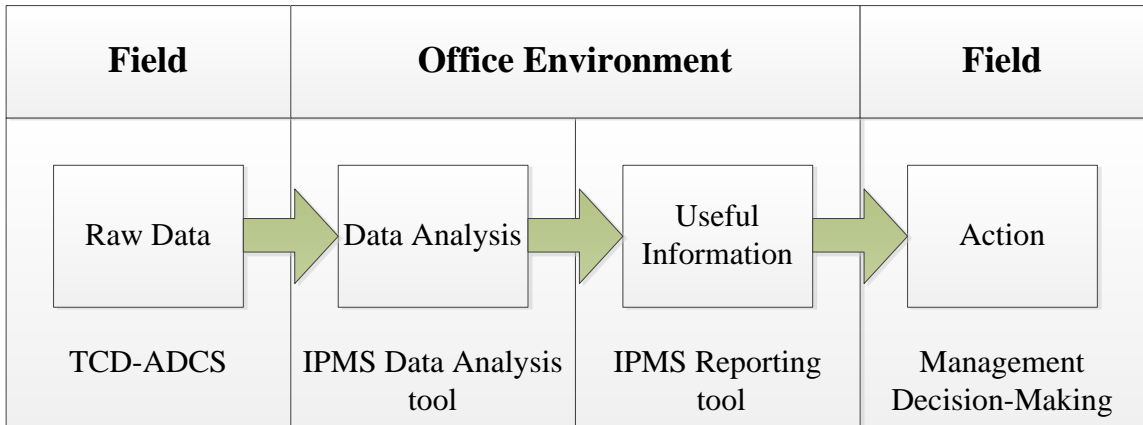 Field
Office Environment
Field
Raw Data
Data Analysis
Useful
Information
Action
TCD-ADCS
IPMS Data Analysis
tool
IPMS Reporting
tool
Management
Decision-Making